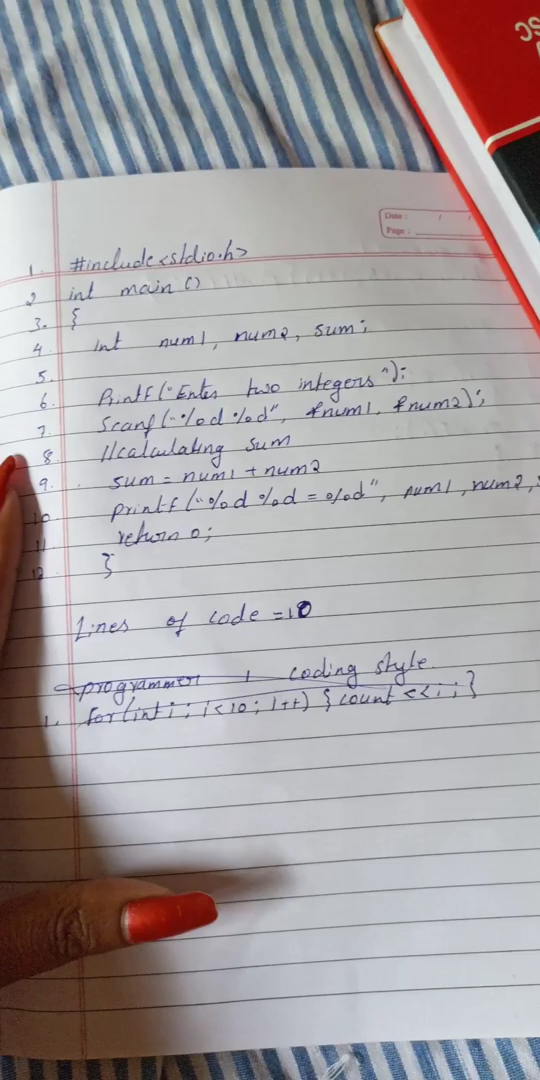 SC
Date : / /
Page :
1. #include<stdio.h>
2 int main ()
3. {
4. int num1, num2, sum;
5.
6. Printf("Enter two integers");
7. Scanf("%d %d", &num1, &num2);
8. //calculating sum
9. sum = num1 + num2
10 printf ("%d %d = %d", num1, num2, s
11 return 0;
12 }
Lines of code = 10
programmer 1 coding style
1. for(int i; i<10; i++) { count << i; ; }